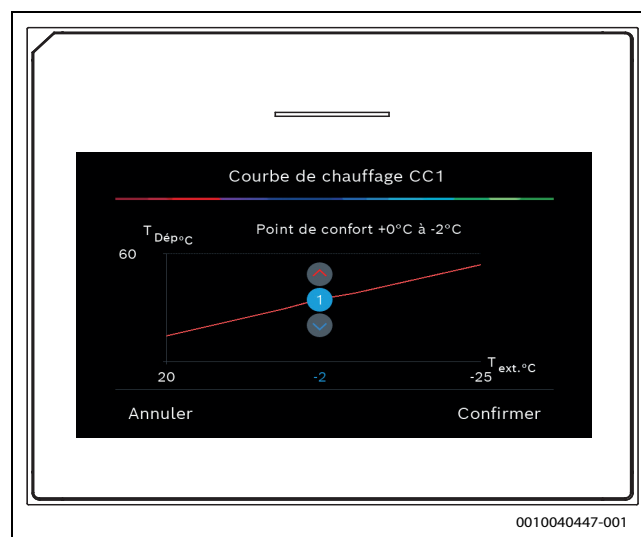 Courbe de chauffage CC1
Point de confort +0°C à -2°C
T Dép°C
60
1
T ext.°C
20 -2 -25
Annuler Confirmer
0010040447-001